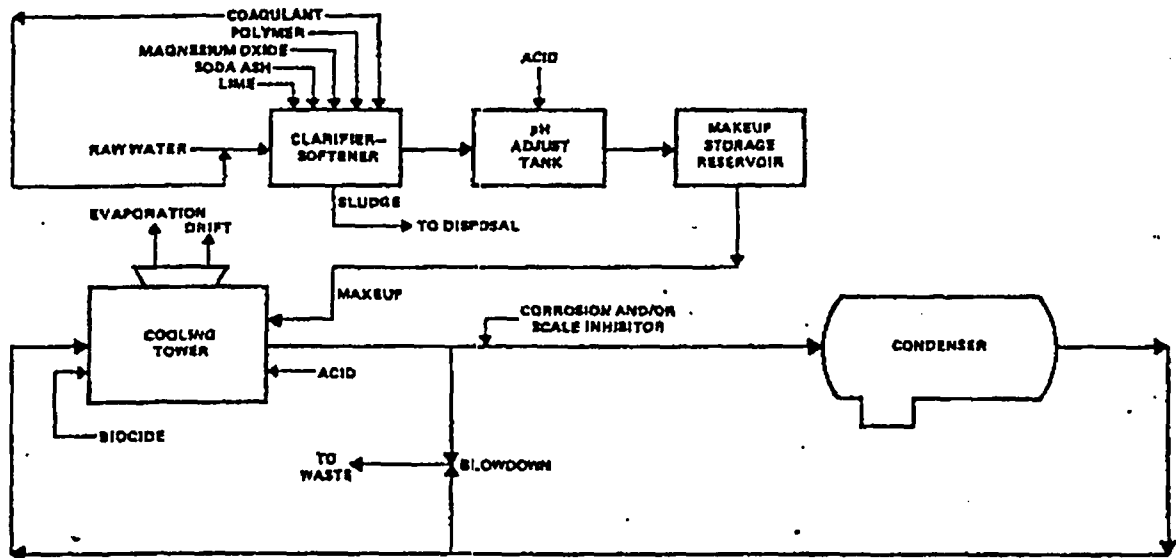 COAGULANT
POLYMER
MAGNESIUM OXIDE
SODA ASH
LIME
ACID
RAW WATER
CLARIFIER—
SOFTENER
pH
ADJUST
TANK
MAKEUP
STORAGE
RESERVOIR
SLUDGE
TO DISPOSAL
EVAPORATION
DRIFT
MAKEUP
CORROSION AND/OR
SCALE INHIBITOR
COOLING
TOWER
CONDENSER
ACID
BIOCIDE
TO
WASTE
BLOWDOWN